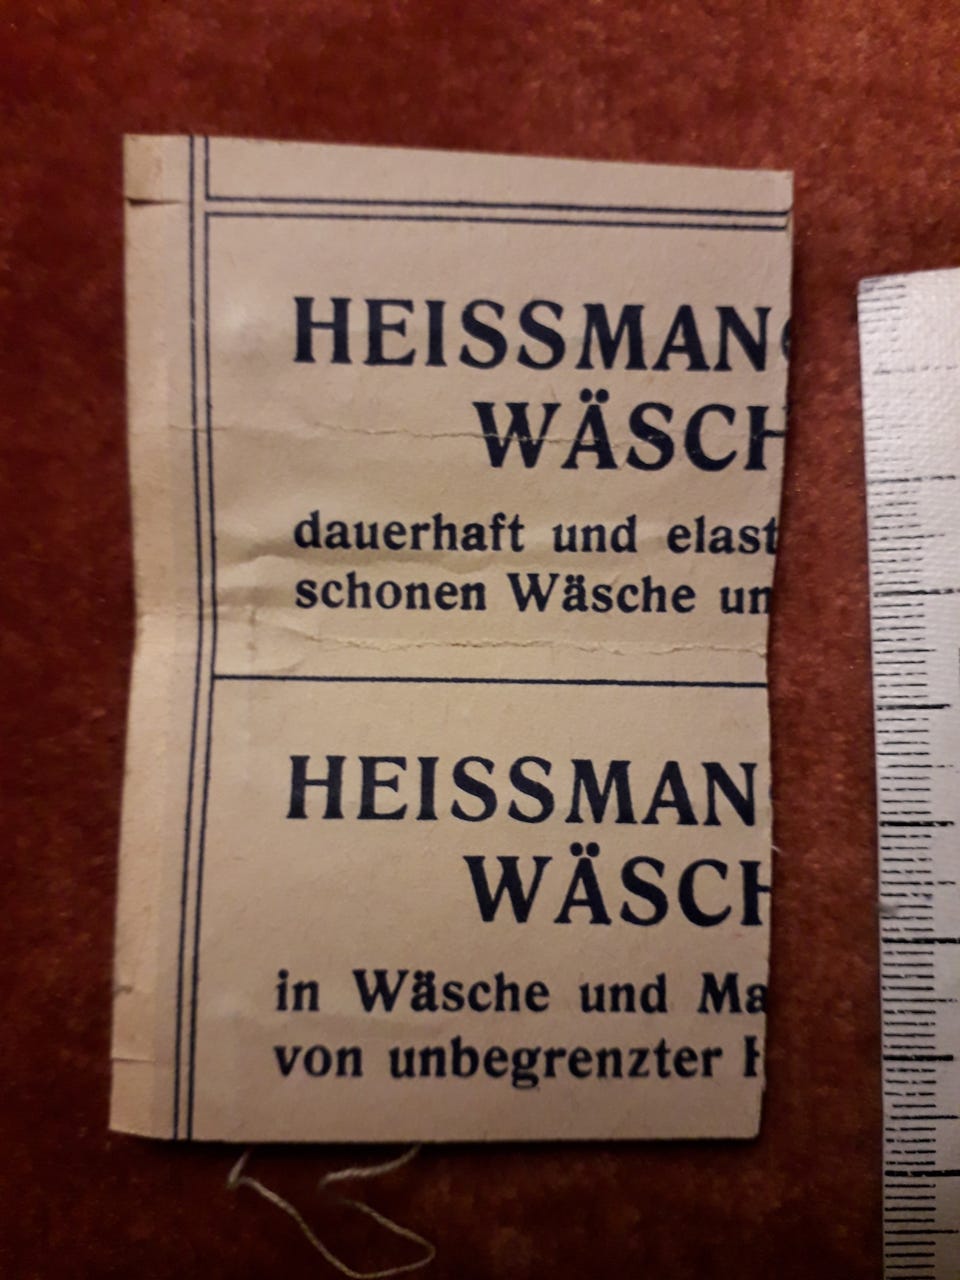 HEISSMAN
WÄSCH
dauerhaft und elast
schonen Wäsche un
HEISSMAN
WÄSCH
in Wäsche und Ma
von unbegrenzter